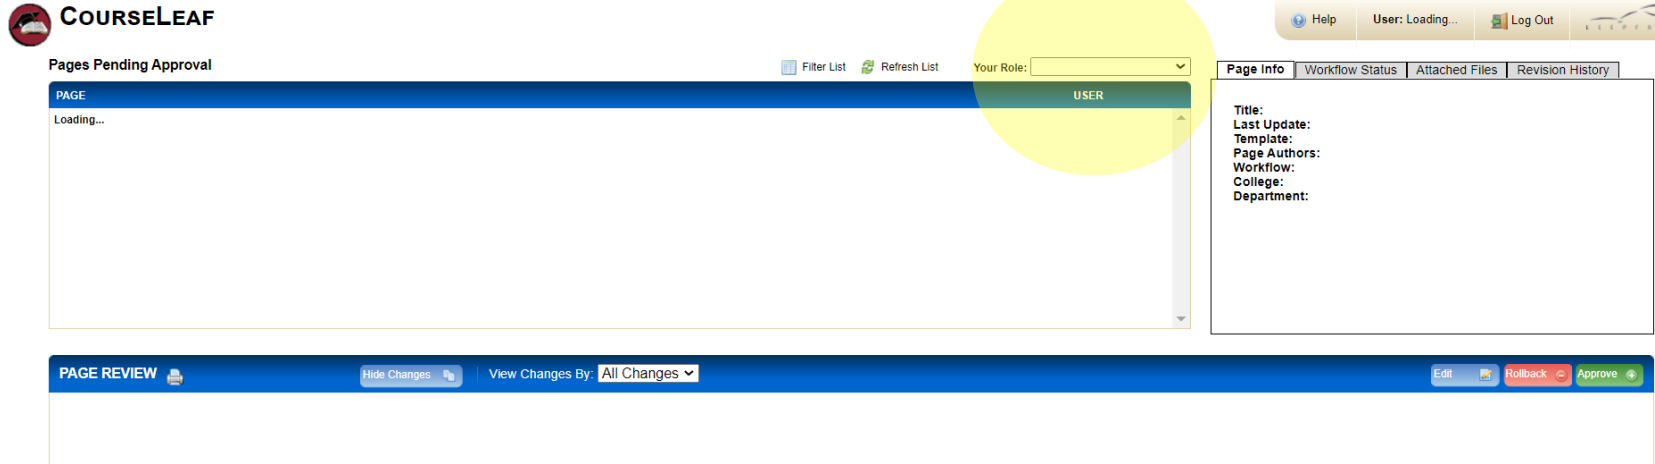 COURSELEAF
Help User: Loading... Log Out
Pages Pending Approval Filter List Refresh List Your Role:
Page Info Workflow Status Attached Files Revision History
PAGE USER
Loading...
Title:
Last Update:
Template:
Page Authors:
Workflow:
College:
Department:
PAGE REVIEW Hide Changes View Changes By: All Changes Edit Rollback Approve